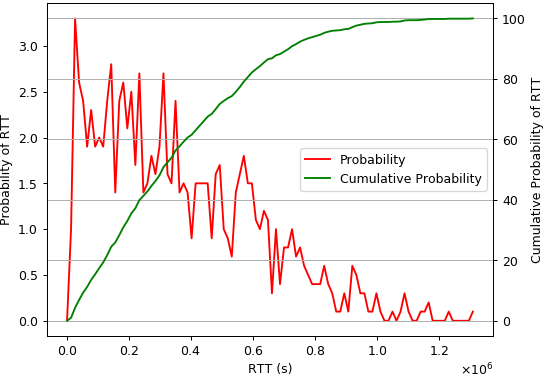 Probability of RTT
3.0
2.5
2.0
1.5
1.0
0.5
0.0
Probability
Cumulative Probability
100
80
60
40
20
0
Cumulative Probability of RTT
0.0 0.2 0.4 0.6 0.8 1.0 1.2
RTT (s)
×10⁶